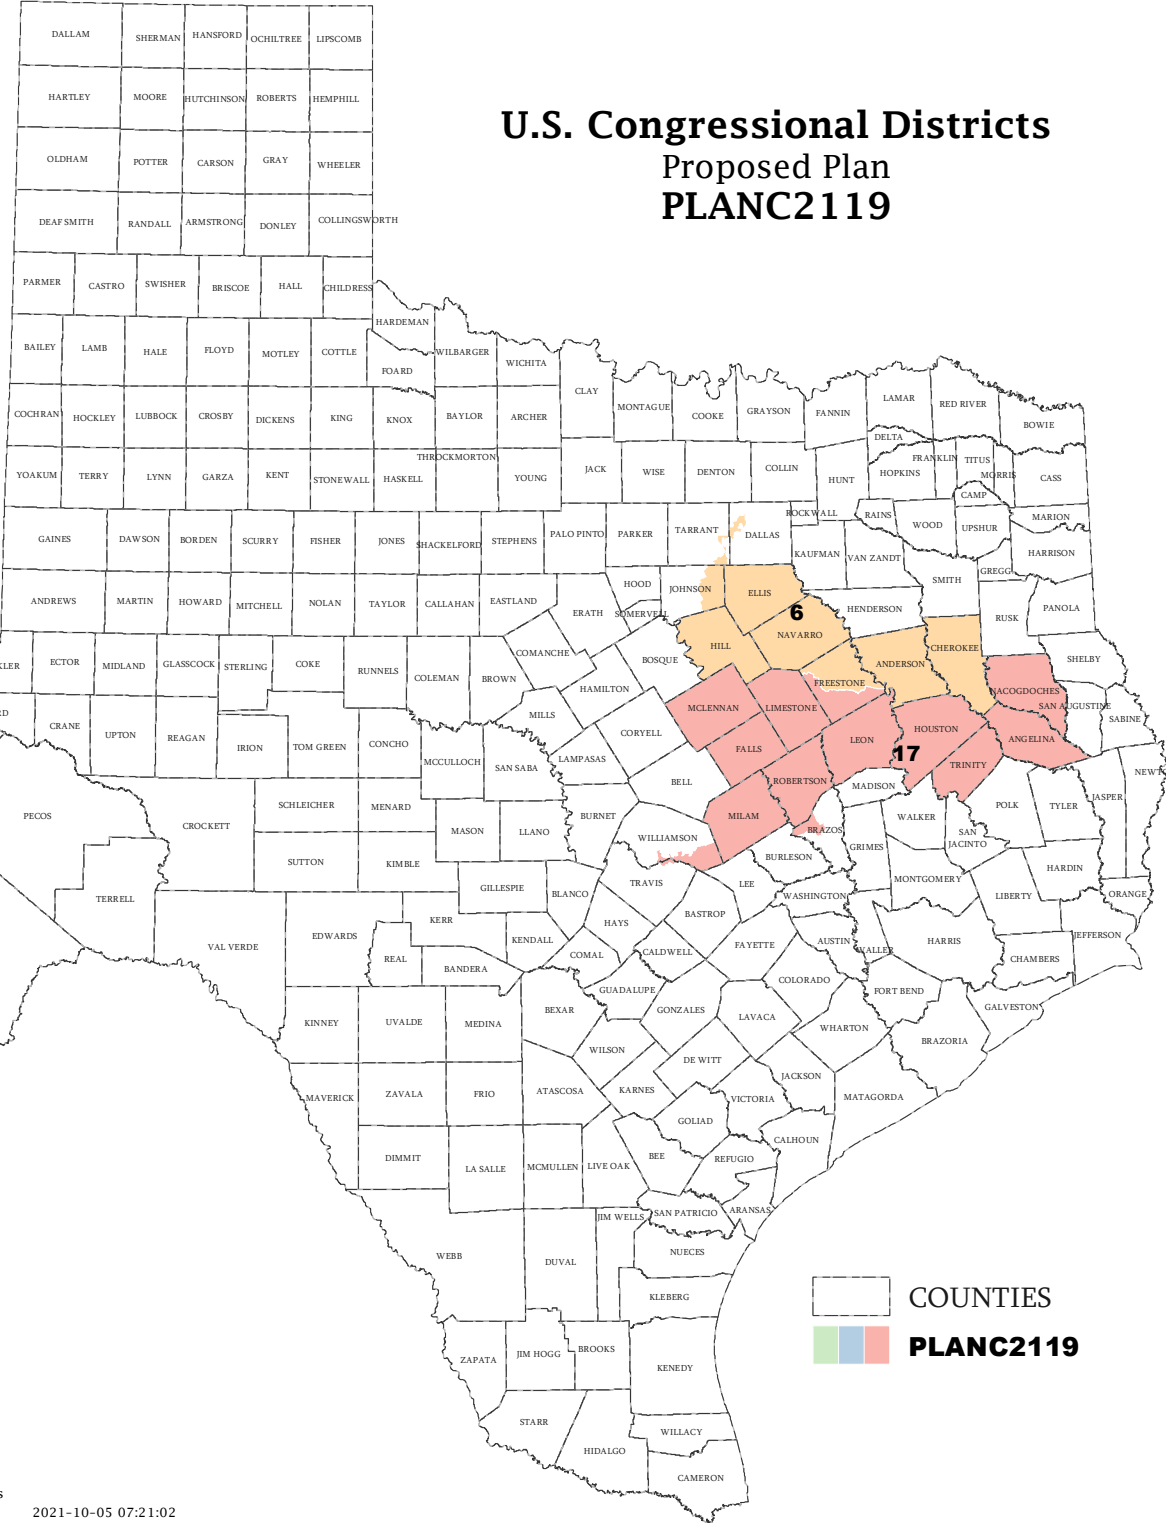 U.S. Congressional Districts
Proposed Plan
PLANC2119
DALLAM SHERMAN HANSFORD OCHILTREE LIPSCOMB
HARTLEY MOORE HUTCHINSON ROBERTS HEMPHILL
OLDHAM POTTER CARSON GRAY WHEELER
DEAF SMITH RANDALL ARMSTRONG DONLEY COLLINGSWORTH
PARMER CASTRO SWISHER BRISCOE HALL CHILDRESS
HARDEMAN
BAILEY LAMB HALE FLOYD MOTLEY COTTLE FOARD WILBARGER WICHITA
CLAY
COCHRAN HOCKLEY LUBBOCK CROSBY DICKENS KING KNOX BAYLOR ARCHER MONTAGUE COOKE GRAYSON FANNIN LAMAR RED RIVER BOWIE
DELTA
YOAKUM TERRY LYNN GARZA KENT STONEWALL HASKELL THROCKMORTON YOUNG JACK WISE DENTON COLLIN HUNT HOPKINS FRANKLIN TITUS MORRIS CASS
CAMP
GAINES DAWSON BORDEN SCURRY FISHER JONES SHACKELFORD STEPHENS PALO PINTO PARKER TARRANT DALLAS ROCKWALL RAINS WOOD UPSHUR MARION
KAUFMAN VAN ZANDT HARRISON
SMITH GREGG
ANDREWS MARTIN HOWARD MITCHELL NOLAN TAYLOR CALLAHAN EASTLAND ERATH HOOD SOMERVELL JOHNSON ELLIS HENDERSON RUSK PANOLA
6
KLER ECTOR MIDLAND GLASSCOCK STERLING COKE RUNNELS COLEMAN BROWN COMANCHE BOSQUE HILL NAVARRO ANDERSON CHEROKEE SHELBY
HAMILTON FREESTONE NACOGDOCHES
RD CRANE UPTON REAGAN IRION TOM GREEN CONCHO MILLS CORYELL MCLENNAN LIMESTONE SAN AUGUSTINE SABINE
MCCULLOCH SAN SABA LAMPASAS FALLS LEON HOUSTON ANGELINA
17
BELL ROBERTSON MADISON TRINITY NEWT
PECOS CROCKETT SCHLEICHER MENARD MASON LLANO BURNET WILLIAMSON MILAM BRAZOS WALKER POLK TYLER JASPER
SAN
JACINTO
SUTTON KIMBLE GRIMES
TERRELL GILLESPIE BLANCO TRAVIS LEE BURLESON WASHINGTON MONTGOMERY LIBERTY HARDIN ORANGE
VAL VERDE EDWARDS KERR KENDALL HAYS BASTROP FAYETTE AUSTIN WALLER HARRIS CHAMBERS JEFFERSON
REAL BANDERA COMAL CALDWELL COLORADO
GUADALUPE FORT BEND
KINNEY UVALDE MEDINA BEXAR GONZALES LAVACA WHARTON GALVESTON
WILSON BRAZORIA
DE WITT
MAVERICK ZAVALA FRIO ATASCOSA KARNES VICTORIA JACKSON MATAGORDA
GOLIAD
CALHOUN
DIMMIT LA SALLE MCMULLEN LIVE OAK BEE REFUGIO
JIM WELLS SAN PATRICIO ARANSAS
WEBB DUVAL NUECES
KLEBERG
ZAPATA JIM HOGG BROOKS KENEDY
STARR HIDALGO WILLACY
CAMERON
COUNTIES
PLANC2119
s
2021-10-05 07:21:02